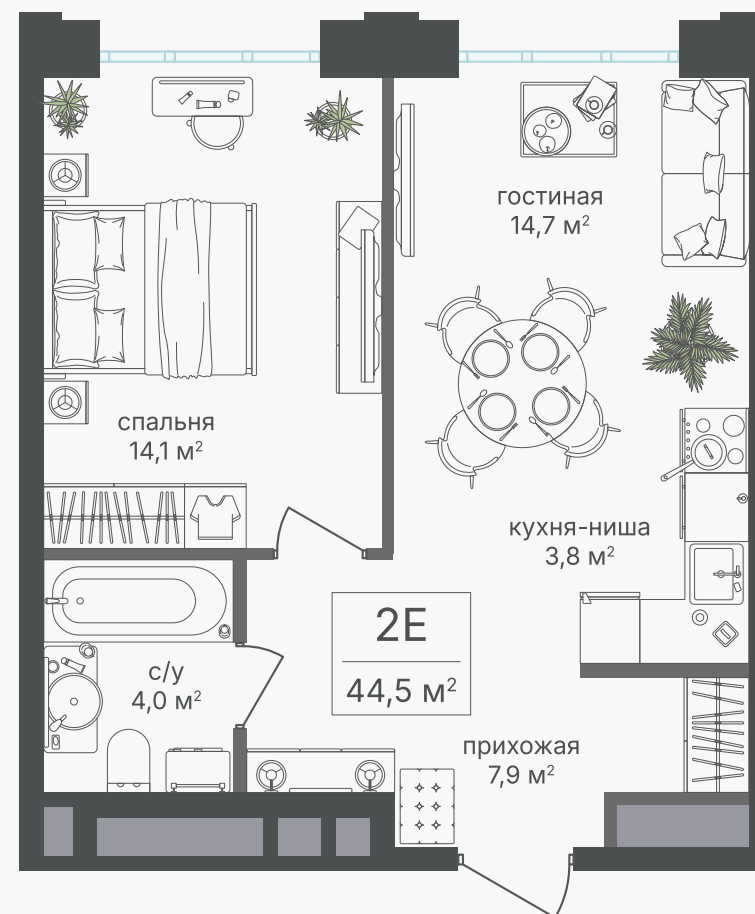 гостиная
14,7 м²
спальня
14,1 м²
кухня-ниша
3,8 м²
2Е
44,5 м²
с/у
4,0 м²
прихожая
7,9 м²